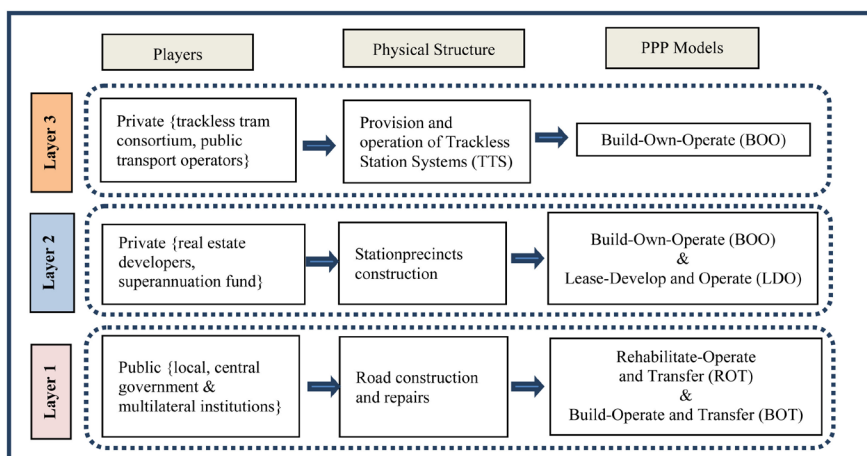 Players
Physical Structure
PPP Models
Layer 3
Private {trackless tram
consortium, public
transport operators}
Provision and
operation of Trackless
Station Systems (TTS)
Build-Own-Operate (BOO)
Layer 2
Private {real estate
developers,
superannuation fund}
Stationprecincts
construction
Build-Own-Operate (BOO)
&
Lease-Develop and Operate (LDO)
Layer 1
Public {local, central
government &
multilateral institutions}
Road construction
and repairs
Rehabilitate-Operate
and Transfer (ROT)
&
Build-Operate and Transfer (BOT)